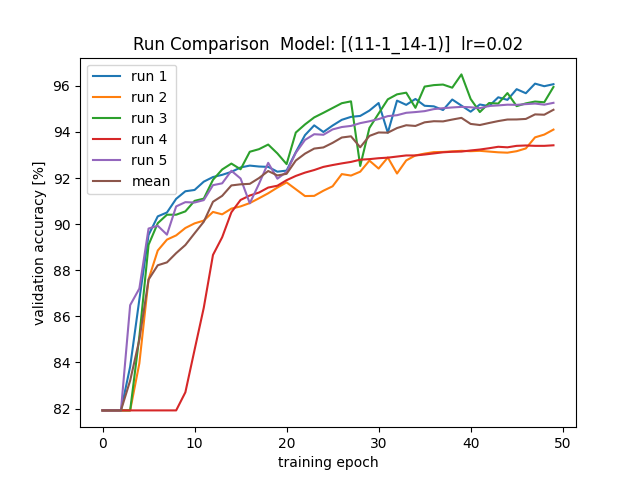 Run Comparison  Model: [(11-1_14-1)]  lr=0.02
run 1
run 2
run 3
run 4
run 5
mean
validation accuracy [%]
96
94
92
90
88
86
84
82
0 10 20 30 40 50
training epoch